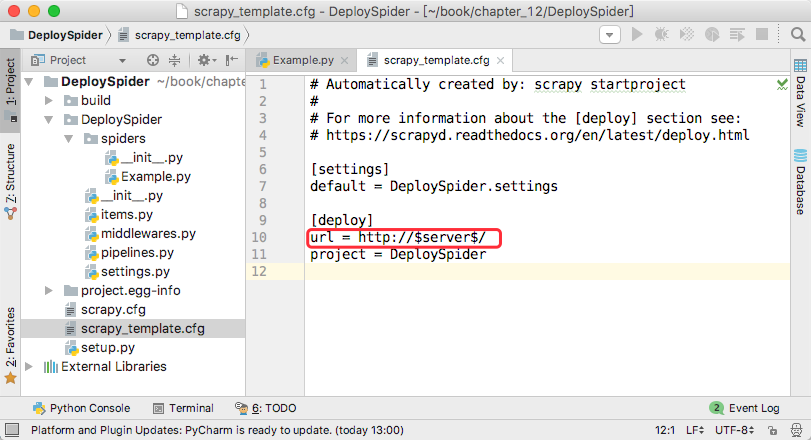 scrapy_template.cfg - DeploySpider - [~/book/chapter_12/DeploySpider]
DeploySpider scrapy_template.cfg
Project
Example.py
scrapy_template.cfg
1: Project
7: Structure
2: Favorites
DeploySpider ~/book/chapte
build
DeploySpider
spiders
__init__.py
Example.py
__init__.py
items.py
middlewares.py
pipelines.py
settings.py
project.egg-info
scrapy.cfg
scrapy_template.cfg
setup.py
External Libraries
1 # Automatically created by: scrapy startproject
2 #
3 # For more information about the [deploy] section see:
4 # https://scrapyd.readthedocs.org/en/latest/deploy.html
5
6 [settings]
7 default = DeploySpider.settings
8
9 [deploy]
10 url = http://$server$/
11 project = DeploySpider
12
Data View
Database
Python Console Terminal 6: TODO 2 Event Log
Platform and Plugin Updates: PyCharm is ready to update. (today 13:00) 12:1 LF UTF-8